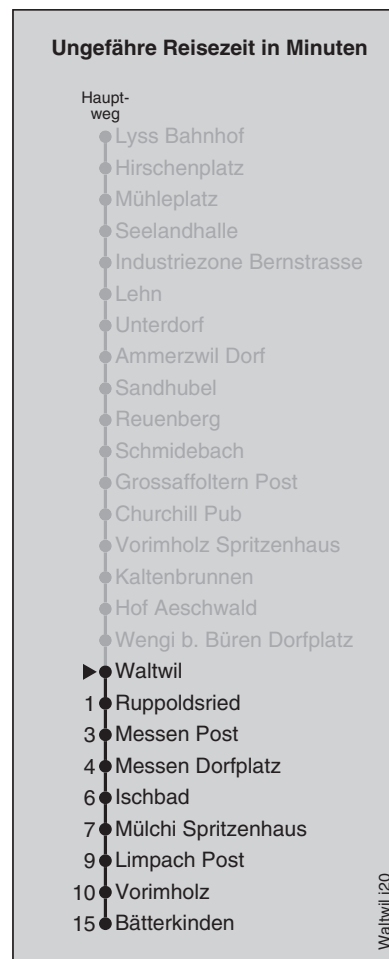 Ungefähre Reisezeit in Minuten
Haupt-
weg
Lyss Bahnhof
Hirschenplatz
Mühleplatz
Seelandhalle
Industriezone Bernstrasse
Lehn
Unterdorf
Ammerzwil Dorf
Sandhubel
Reuenberg
Schmidebach
Grossaffoltern Post
Churchill Pub
Vorimholz Spritzenhaus
Kaltenbrunnen
Hof Aeschwald
Wengi b. Büren Dorfplatz
Waltwil
1 Ruppoldsried
3 Messen Post
4 Messen Dorfplatz
6 Ischbad
7 Mülchi Spritzenhaus
9 Limpach Post
10 Vorimholz
15 Bätterkinden
Waltwil j20